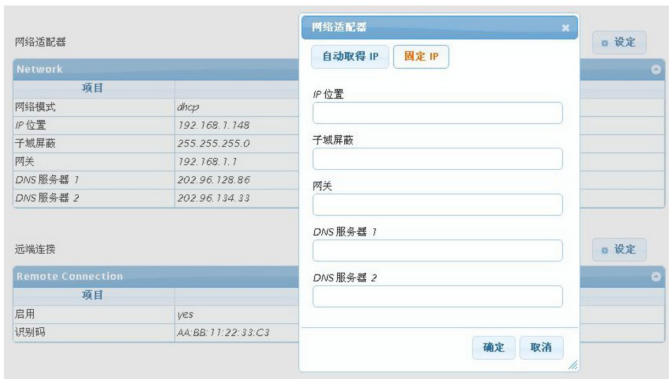 网络适配器
设定
Network
项目
网络模式 dhcp
IP 位置 192.168.1.148
子域屏蔽 255.255.255.0
网关 192.168.1.1
DNS 服务器 1 202.96.128.86
DNS 服务器 2 202.96.134.33
远端连接
设定
Remote Connection
项目
启用 yes
识别码 AA:BB:11:22:33:C3
网络适配器
自动取得 IP 固定 IP
IP 位置
子域屏蔽
网关
DNS 服务器 1
DNS 服务器 2
确定 取消